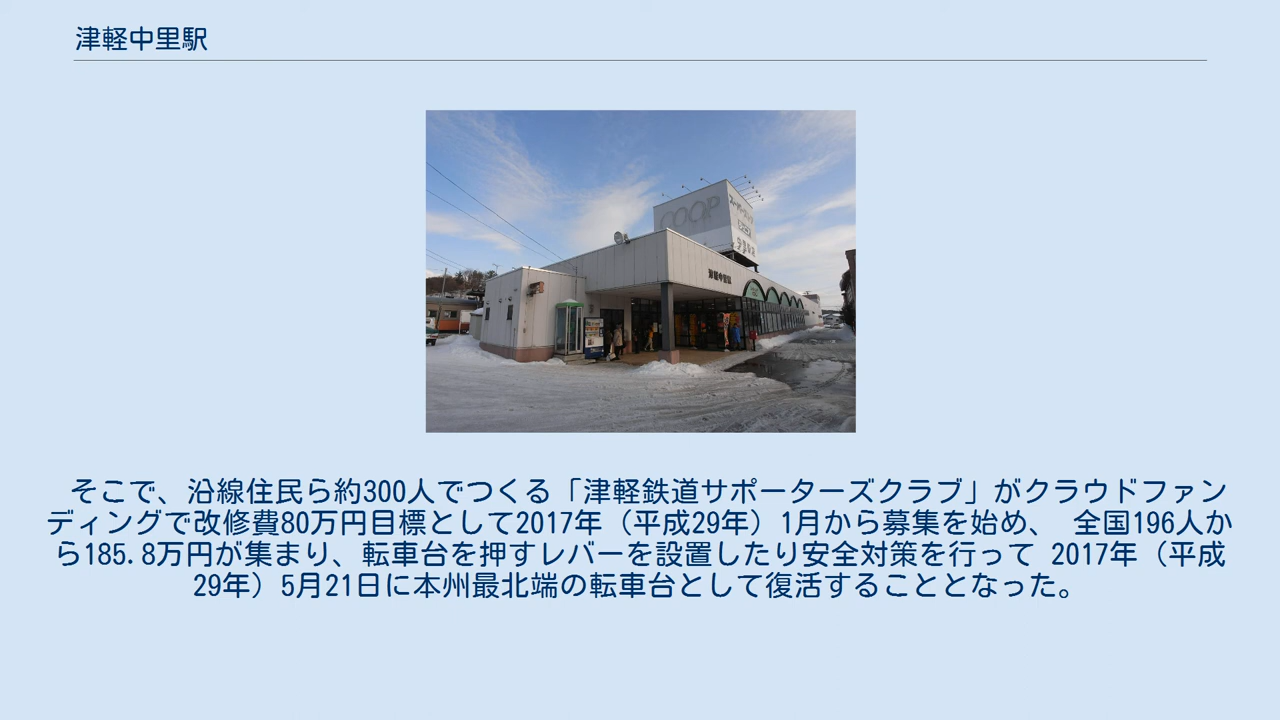 津軽中里駅
COOP
津軽中里駅
そこで、沿線住民ら約300人でつくる「津軽鉄道サポーターズクラブ」がクラウドファン
ディングで改修費80万円目標として2017年（平成29年）1月から募集を始め、 全国196人か
ら185.8万円が集まり、転車台を押すレバーを設置したり安全対策を行って 2017年（平成
29年）5月21日に本州最北端の転車台として復活することとなった。